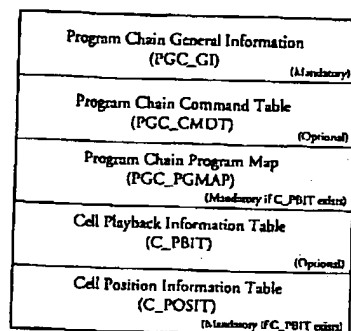 Program Chain General Information
(PGC_GI)
(Mandatory)
Program Chain Command Table
(PGC_CMDT)
(Optional)
Program Chain Program Map
(PGC_PGMAP)
(Mandatory if C_PBIT exists)
Cell Playback Information Table
(C_PBIT)
(Optional)
Cell Position Information Table
(C_POSIT)
(Mandatory if C_PBIT exists)